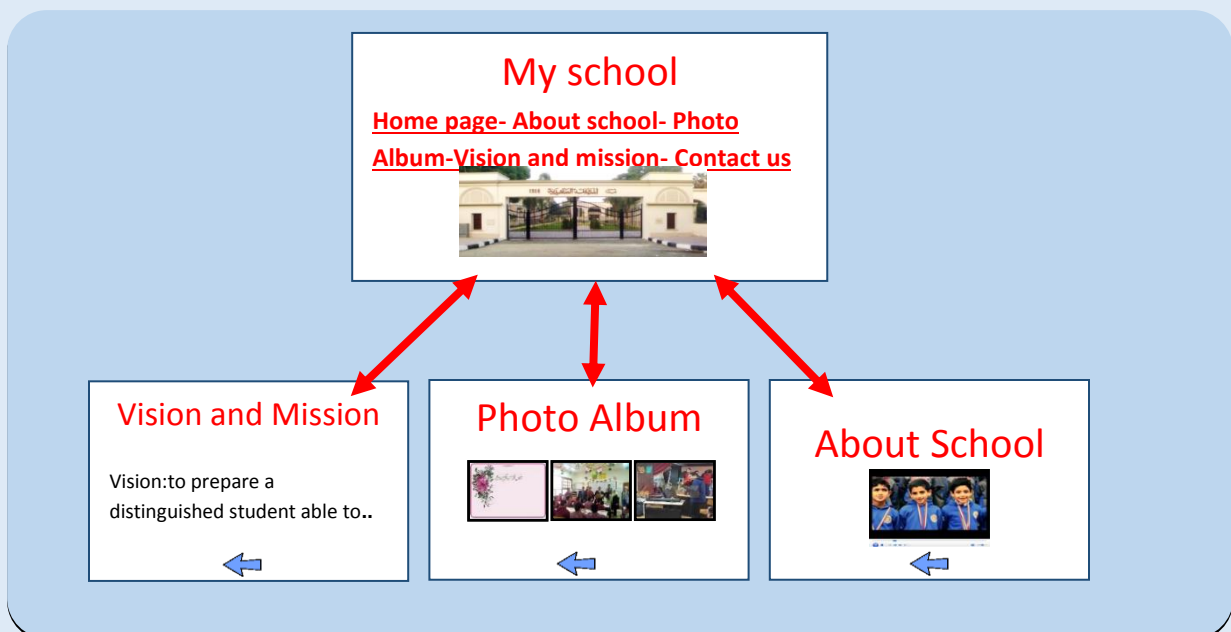 My school
Home page- About school- Photo
Album-Vision and mission- Contact us
Vision and Mission
Vision:to prepare a
distinguished student able to..
Photo Album
About School